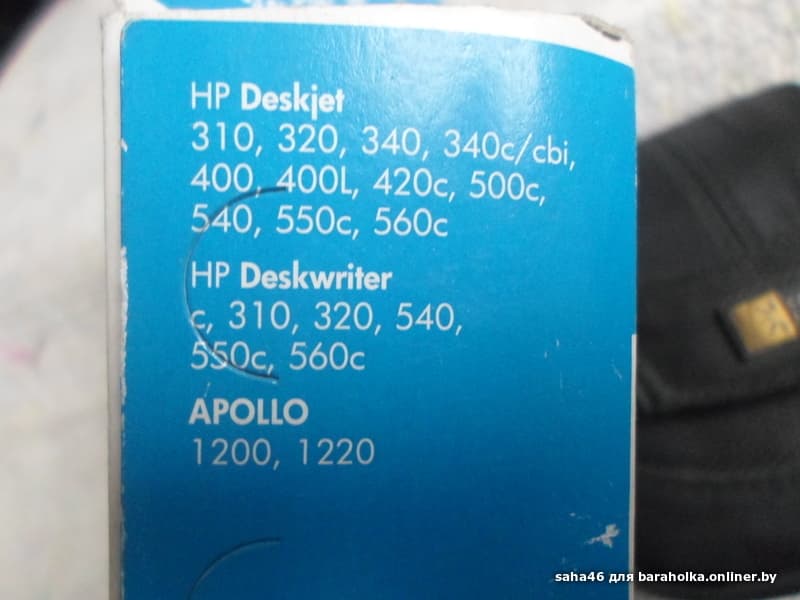 HP Deskjet
310, 320, 340, 340c/cbi,
400, 400L, 420c, 500c,
540, 550c, 560c
HP Deskwriter
c, 310, 320, 540,
550c, 560c
APOLLO
1200, 1220
saha46 для baraholka.onliner.by